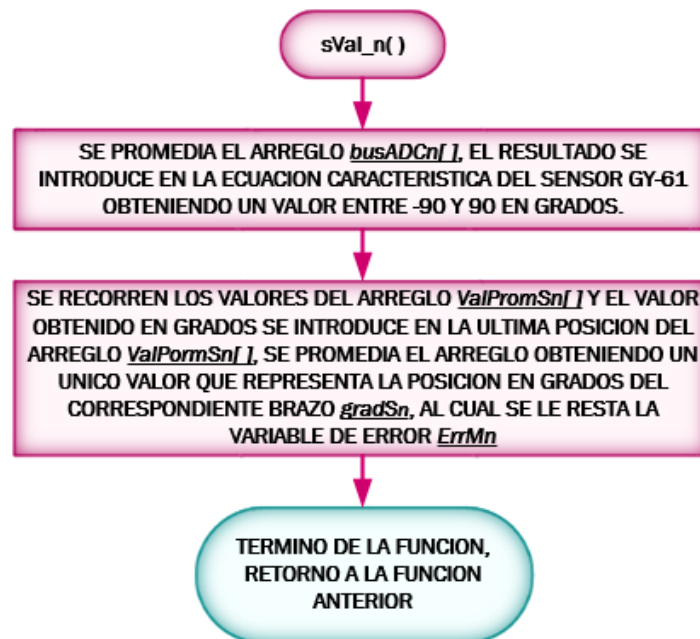 sVal_n( )
SE PROMEDIA EL ARREGLO busADCn[ ], EL RESULTADO SE
INTRODUCE EN LA ECUACION CARACTERISTICA DEL SENSOR GY-61
OBTENIENDO UN VALOR ENTRE -90 Y 90 EN GRADOS.
SE RECORREN LOS VALORES DEL ARREGLO ValPromSn[ ] Y EL VALOR
OBTENIDO EN GRADOS SE INTRODUCE EN LA ULTIMA POSICION DEL
ARREGLO ValPormSn[ ], SE PROMEDIA EL ARREGLO OBTENIENDO UN
UNICO VALOR QUE REPRESENTA LA POSICION EN GRADOS DEL
CORRESPONDIENTE BRAZO gradSn, AL CUAL SE LE RESTA LA
VARIABLE DE ERROR ErrMn
TERMINO DE LA FUNCION,
RETORNO A LA FUNCION
ANTERIOR